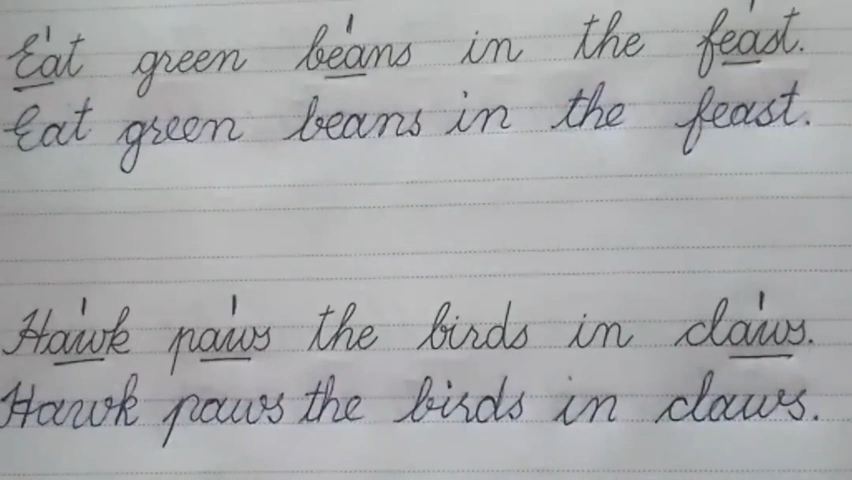 Eat green beans in the feast.
Eat green beans in the feast.
Hawk paws the birds in claws.
Hawk paws the birds in claws.